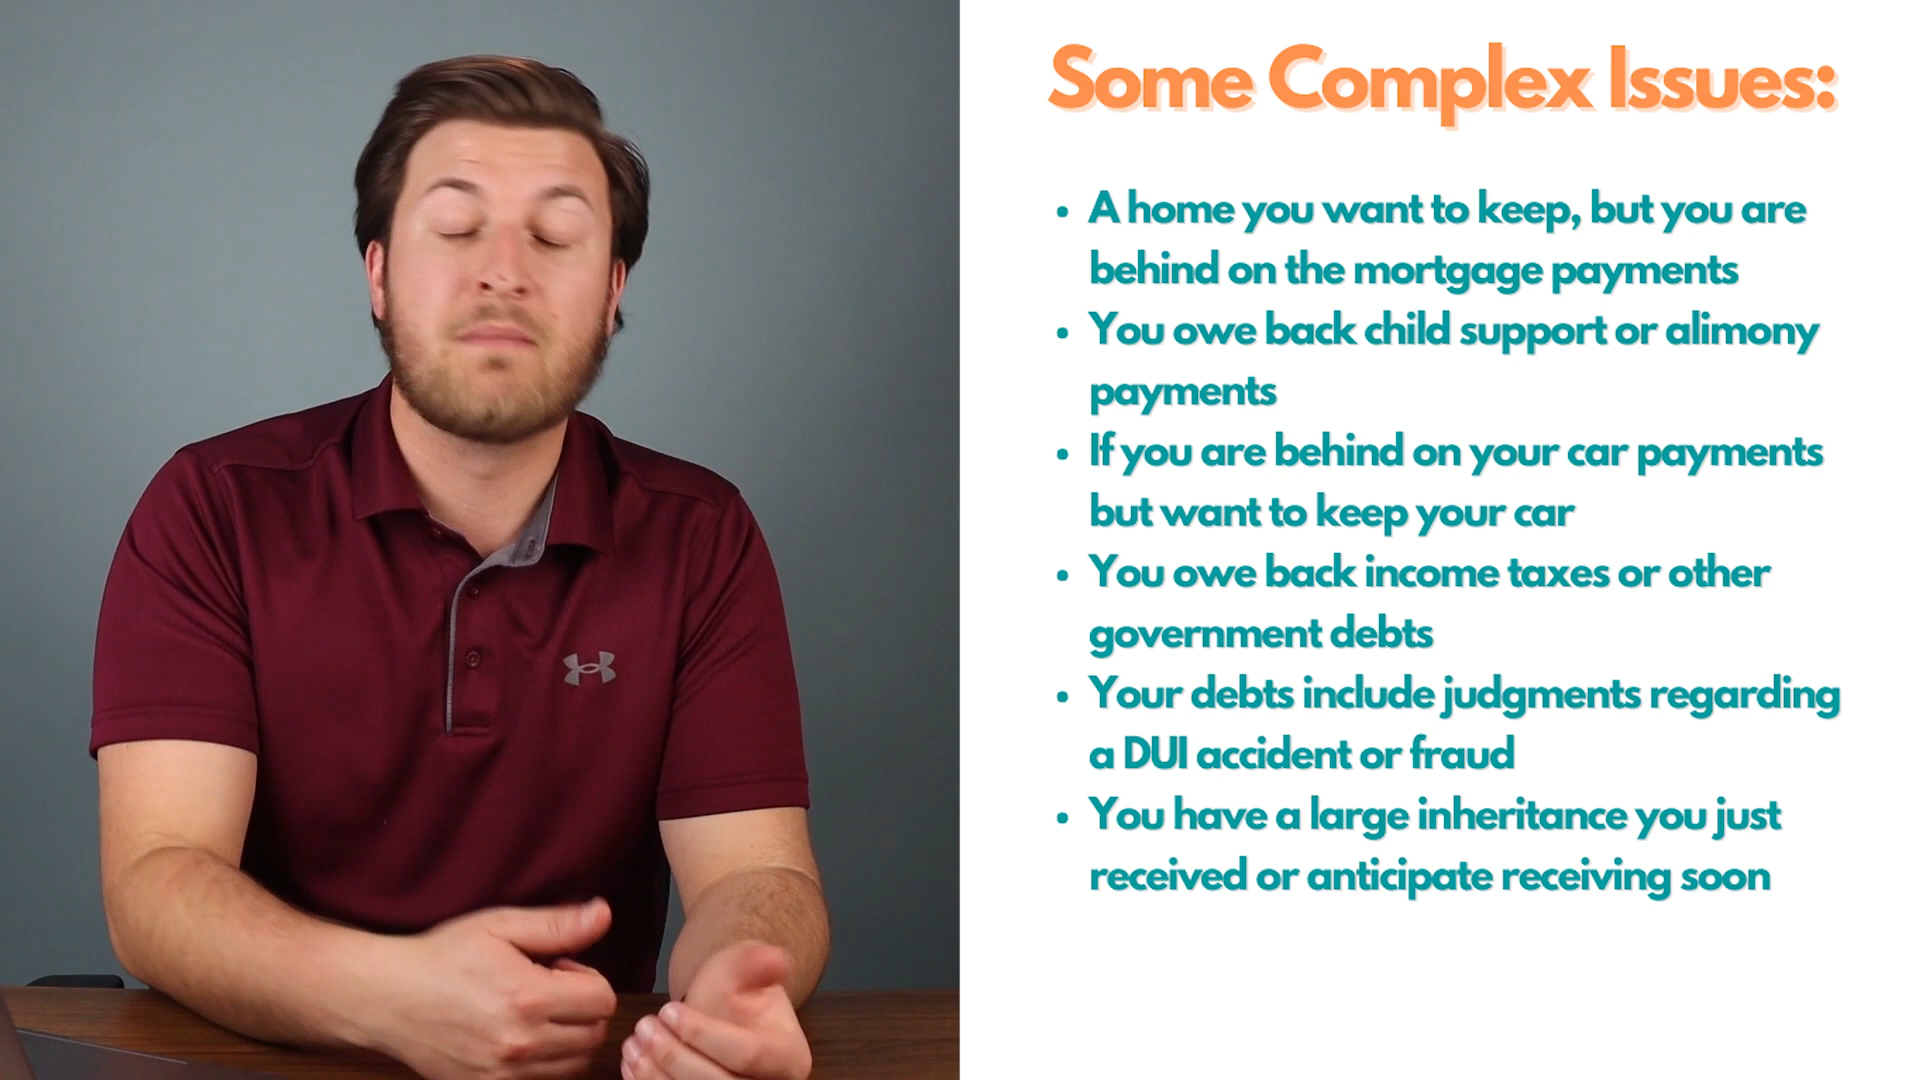 Some Complex Issues:
• A home you want to keep, but you are
behind on the mortgage payments
• You owe back child support or alimony
payments
• If you are behind on your car payments
but want to keep your car
• You owe back income taxes or other
government debts
• Your debts include judgments regarding
a DUI accident or fraud
• You have a large inheritance you just
received or anticipate receiving soon